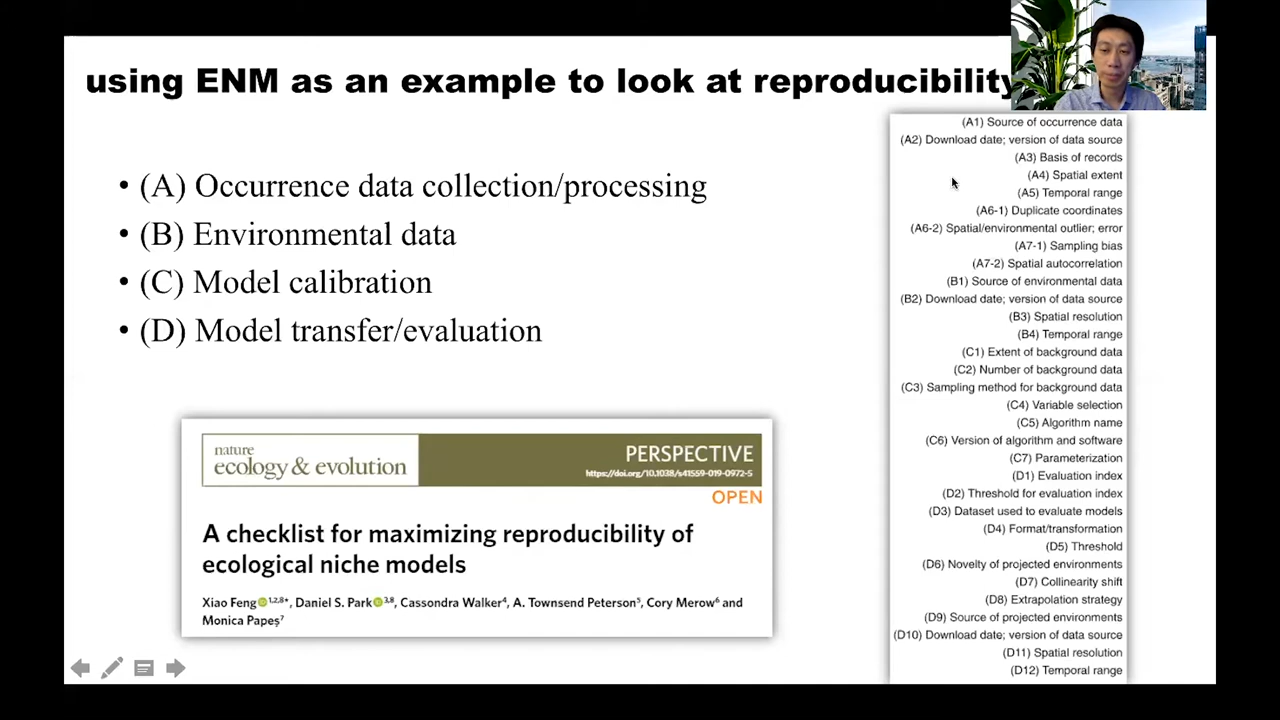 using ENM as an example to look at reproducibility
• (A) Occurrence data collection/processing
• (B) Environmental data
• (C) Model calibration
• (D) Model transfer/evaluation
nature
ecology & evolution
PERSPECTIVE
https://doi.org/10.1038/s41559-019-0972-5
OPEN
A checklist for maximizing reproducibility of
ecological niche models
Xiao Feng 1,2,8*, Daniel S. Park 3,8, Cassondra Walker4, A. Townsend Peterson5, Cory Merow6 and
Monica Papeş7
(A1) Source of occurrence data
(A2) Download date; version of data source
(A3) Basis of records
(A4) Spatial extent
(A5) Temporal range
(A6-1) Duplicate coordinates
(A6-2) Spatial/environmental outlier; error
(A7-1) Sampling bias
(A7-2) Spatial autocorrelation
(B1) Source of environmental data
(B2) Download date; version of data source
(B3) Spatial resolution
(B4) Temporal range
(C1) Extent of background data
(C2) Number of background data
(C3) Sampling method for background data
(C4) Variable selection
(C5) Algorithm name
(C6) Version of algorithm and software
(C7) Parameterization
(D1) Evaluation index
(D2) Threshold for evaluation index
(D3) Dataset used to evaluate models
(D4) Format/transformation
(D5) Threshold
(D6) Novelty of projected environments
(D7) Collinearity shift
(D8) Extrapolation strategy
(D9) Source of projected environments
(D10) Download date; version of data source
(D11) Spatial resolution
(D12) Temporal range